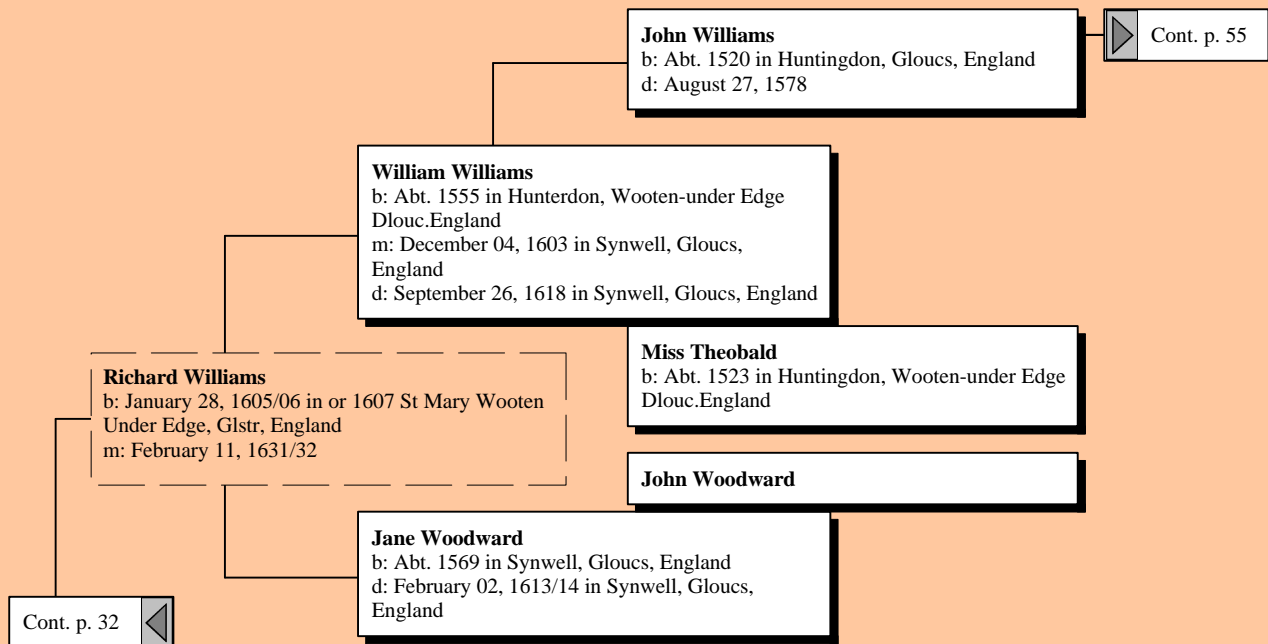 John Williams
b: Abt. 1520 in Huntingdon, Gloucs, England
d: August 27, 1578
Cont. p. 55
William Williams
b: Abt. 1555 in Hunterdon, Wooten-under Edge
Dlouc.England
m: December 04, 1603 in Synwell, Gloucs,
England
d: September 26, 1618 in Synwell, Gloucs, England
Miss Theobald
b: Abt. 1523 in Huntingdon, Wooten-under Edge
Dlouc.England
Richard Williams
b: January 28, 1605/06 in or 1607 St Mary Wooten
Under Edge, Glstr, England
m: February 11, 1631/32
John Woodward
Jane Woodward
b: Abt. 1569 in Synwell, Gloucs, England
d: February 02, 1613/14 in Synwell, Gloucs,
England
Cont. p. 32